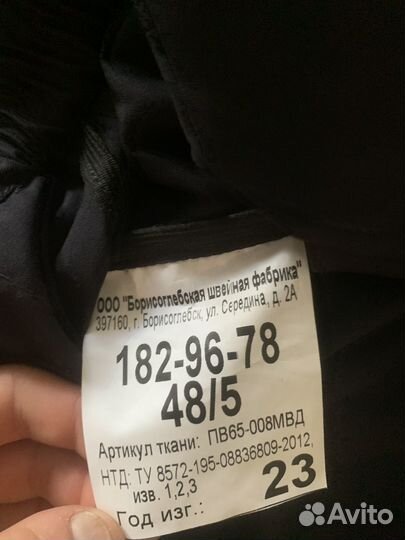 ООО "Борисоглебская швейная фабрика"
397160, г. Борисоглебск, ул. Середина, д. 2А
182-96-78
48/5
Артикул ткани: ПВ65-008МВД
НТД: ТУ 8572-195-08836809-2012,
изв. 1,2,3
Год изг.: 23
Avito